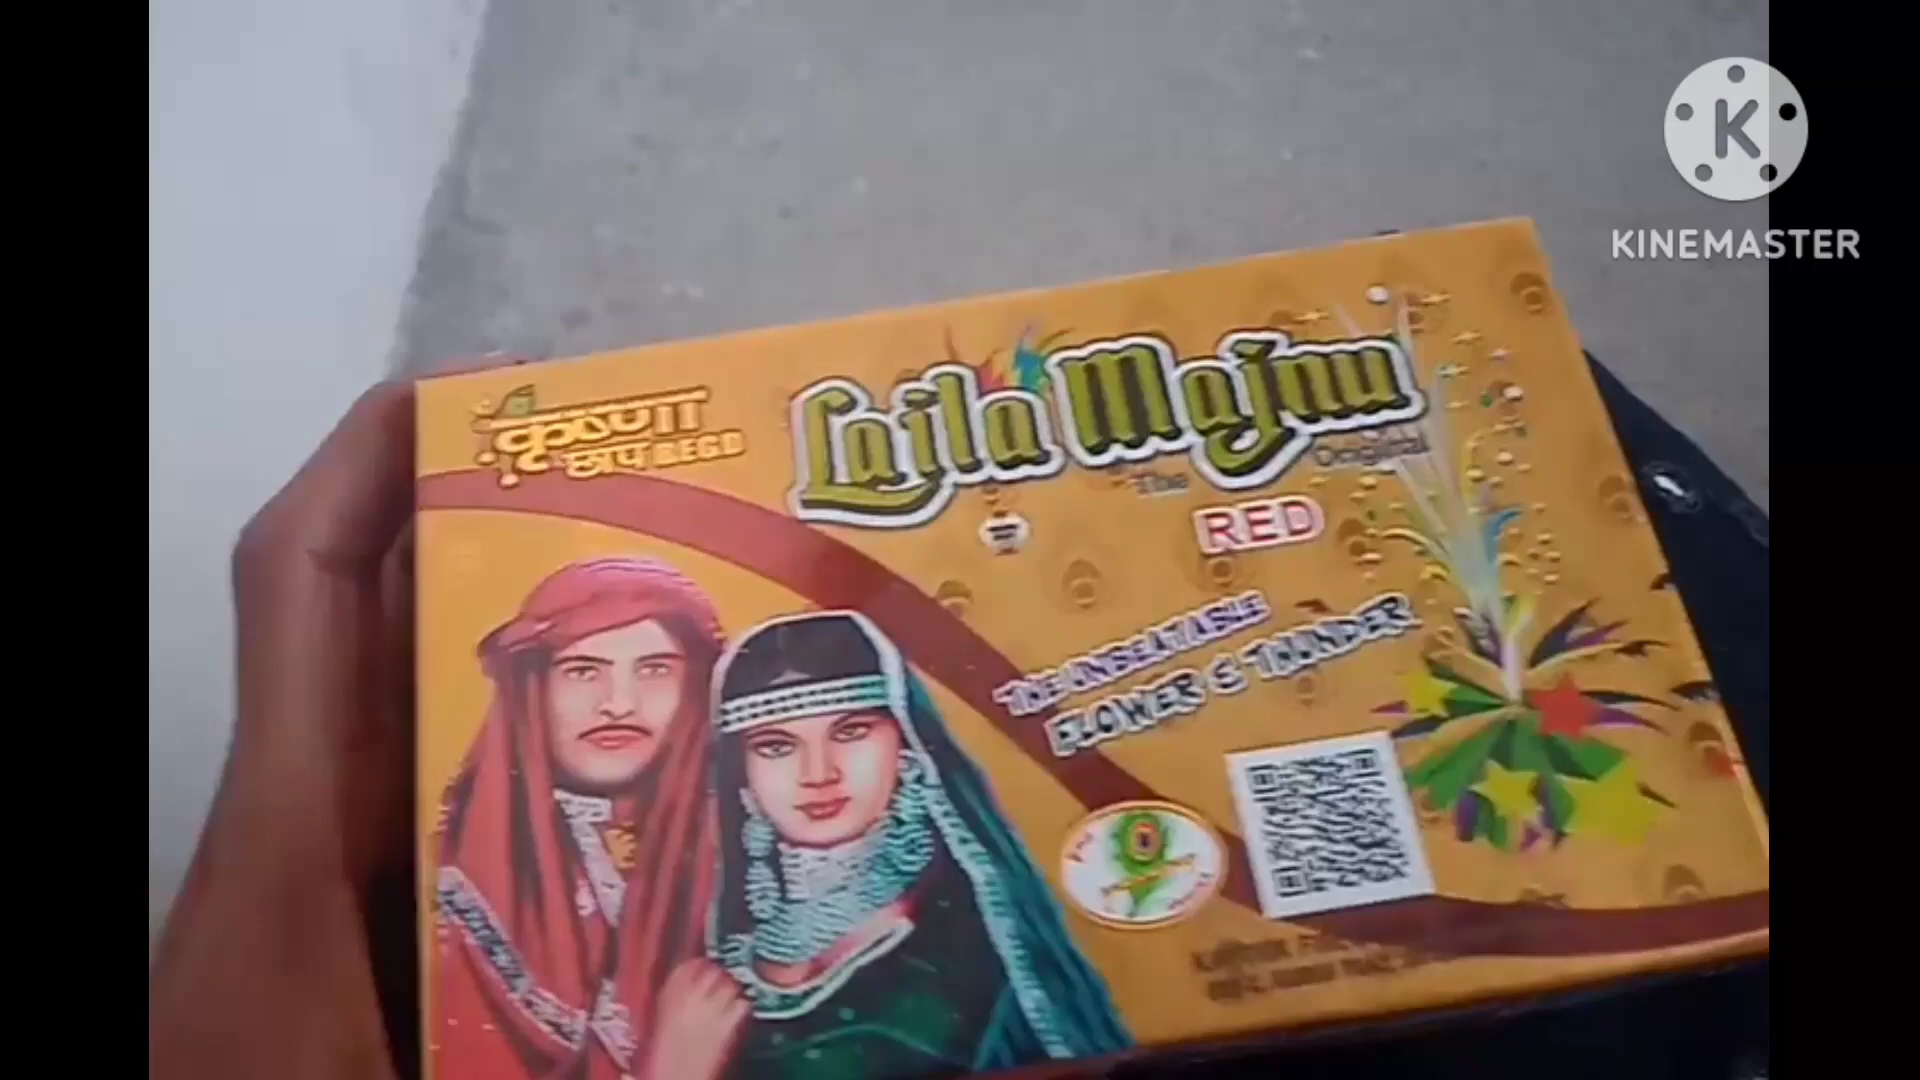 KINEMASTER
कृष्णा
छाप REGD
Laila Majnu
The Original
का
RED
THE UNBEATABLE
FLOWER & THUNDER